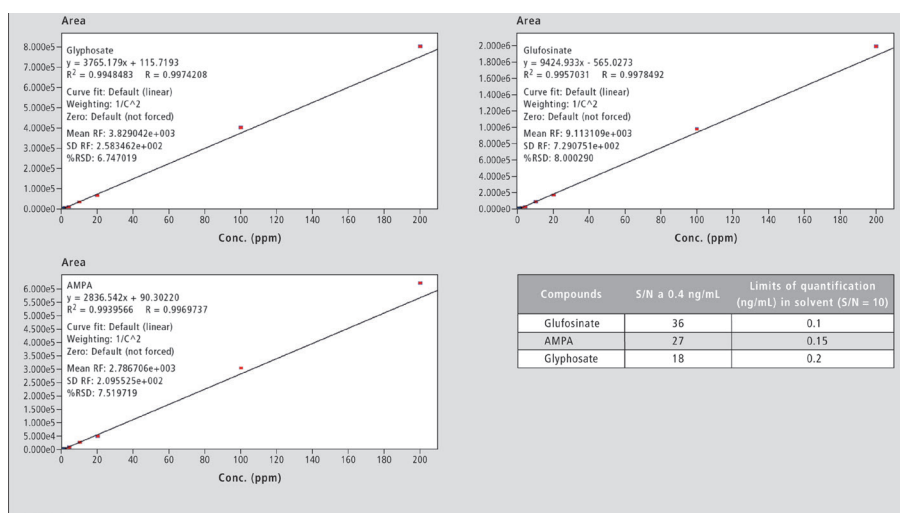 Area
8.000e5
7.000e5
6.000e5
5.000e5
4.000e5
3.000e5
2.000e5
1.000e5
0.000e0
Glyphosate
y = 3765.179x + 115.7193
R2 = 0.9948483 R = 0.9974208
Curve fit: Default (linear)
Weighting: 1/C^2
Zero: Default (not forced)
Mean RF: 3.829042e+003
SD RF: 2.583462e+002
%RSD: 6.747019
0 20 40 60 80 100 120 140 160 180 200
Conc. (ppm)
Area
2.000e6
1.800e6
1.600e6
1.400e6
1.200e6
1.000e6
8.000e5
6.000e5
4.000e5
2.000e5
0.000e0
Glufosinate
y = 9424.933x - 565.0273
R2 = 0.9957031 R = 0.9978492
Curve fit: Default (linear)
Weighting: 1/C^2
Zero: Default (not forced)
Mean RF: 9.113109e+003
SD RF: 7.290751e+002
%RSD: 8.000290
0 20 40 60 80 100 120 140 160 180 200
Conc. (ppm)
Area
6.000e5
5.500e5
5.000e5
4.500e5
4.000e5
3.500e5
3.000e5
2.500e5
2.000e5
1.500e5
1.000e5
5.000e4
0.000e0
AMPA
y = 2836.542x + 90.30220
R2 = 0.9939566 R = 0.9969737
Curve fit: Default (linear)
Weighting: 1/C^2
Zero: Default (not forced)
Mean RF: 2.786706e+003
SD RF: 2.095525e+002
%RSD: 7.519719
0 20 40 60 80 100 120 140 160 180 200
Conc. (ppm)
Compounds S/N a 0.4 ng/mL Limits of quantification
(ng/mL) in solvent (S/N = 10)
Glufosinate 36 0.1
AMPA 27 0.15
Glyphosate 18 0.2